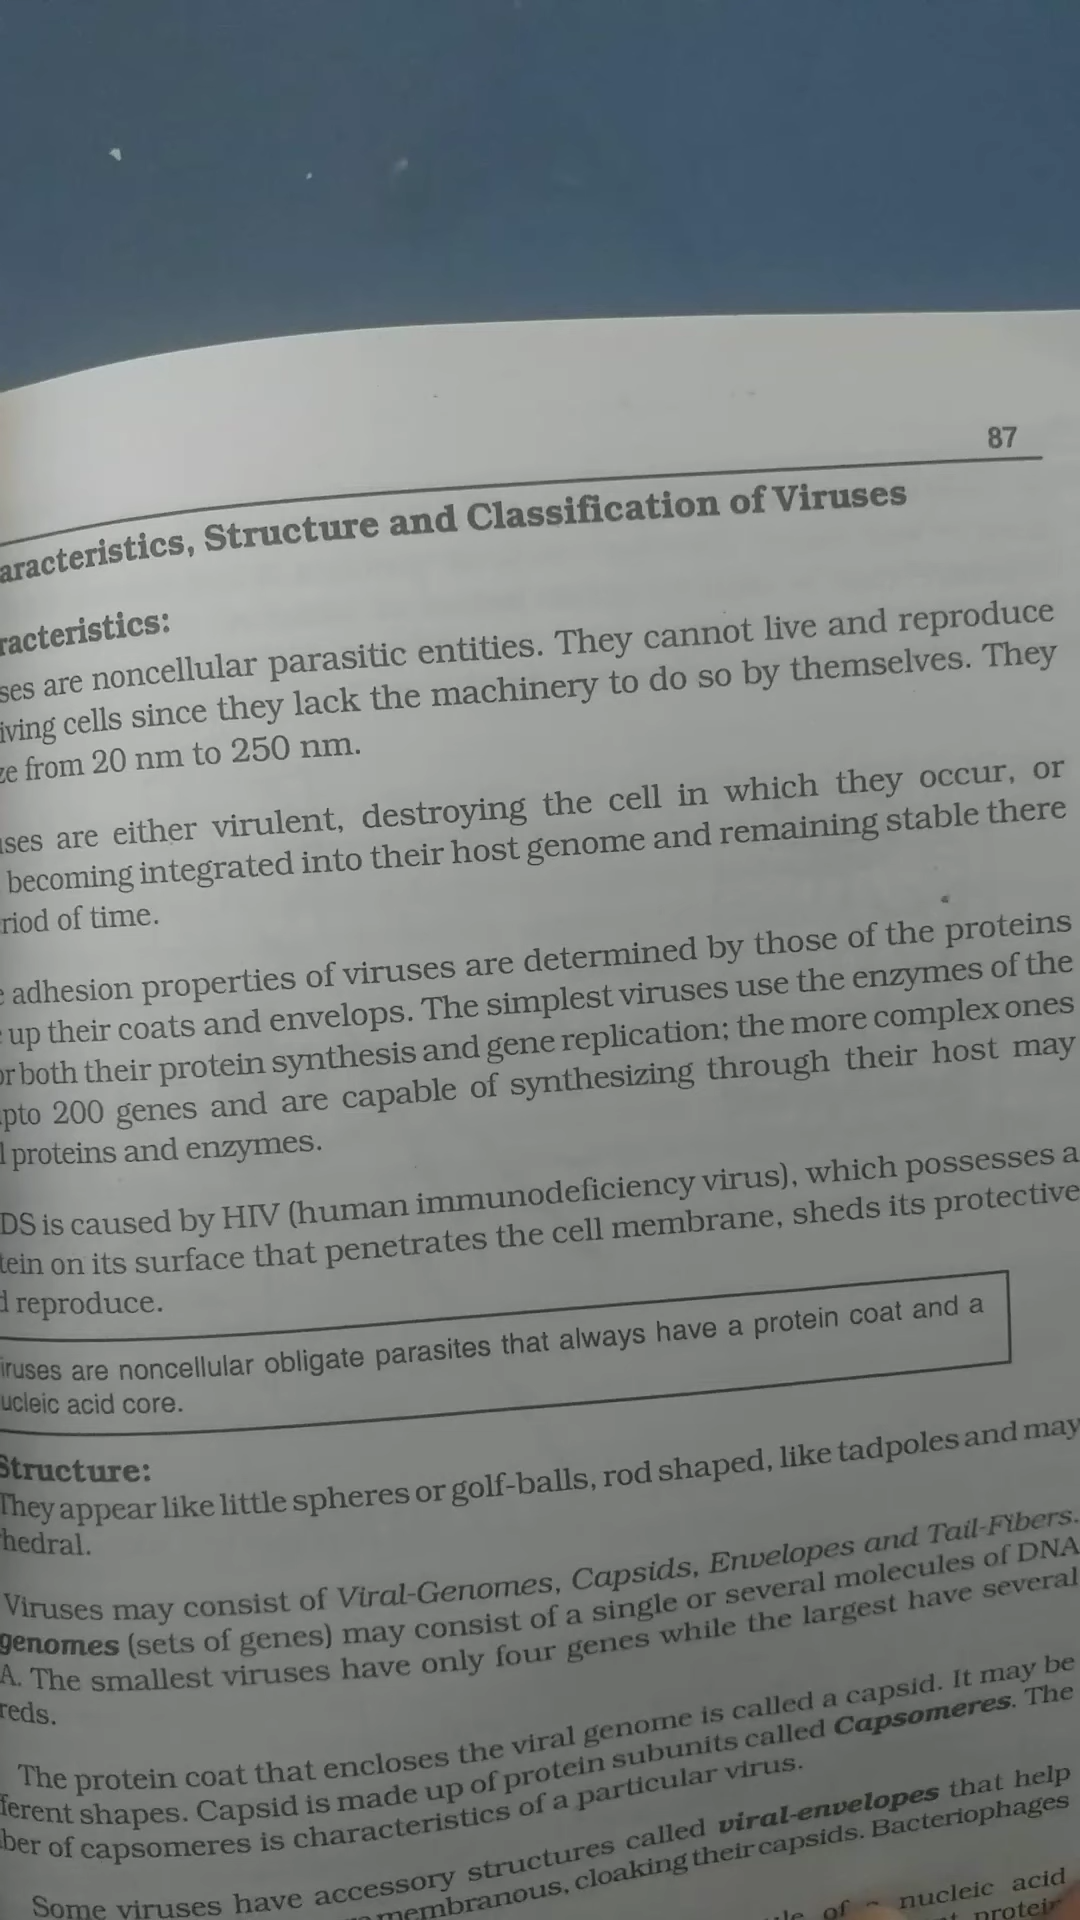 87
aracteristics, Structure and Classification of Viruses
racteristics:
ses are noncellular parasitic entities. They cannot live and reproduce
iving cells since they lack the machinery to do so by themselves. They
ze from 20 nm to 250 nm.
uses are either virulent, destroying the cell in which they occur, or
becoming integrated into their host genome and remaining stable there
riod of time.
e adhesion properties of viruses are determined by those of the proteins
up their coats and envelops. The simplest viruses use the enzymes of the
or both their protein synthesis and gene replication; the more complex ones
upto 200 genes and are capable of synthesizing through their host may
l proteins and enzymes.
DS is caused by HIV (human immunodeficiency virus), which possesses a
tein on its surface that penetrates the cell membrane, sheds its protective
d reproduce.
iruses are noncellular obligate parasites that always have a protein coat and a
ucleic acid core.
Structure:
They appear like little spheres or golf-balls, rod shaped, like tadpoles and may
hedral.
Viruses may consist of Viral-Genomes, Capsids, Envelopes and Tail-Fibers.
genomes (sets of genes) may consist of a single or several molecules of DNA
A. The smallest viruses have only four genes while the largest have several
reds.
The protein coat that encloses the viral genome is called a capsid. It may be
ferent shapes. Capsid is made up of protein subunits called Capsomeres. The
ber of capsomeres is characteristics of a particular virus.
Some viruses have accessory structures called viral-envelopes that help
membranous, cloaking their capsids. Bacteriophages
of nucleic acid
protein